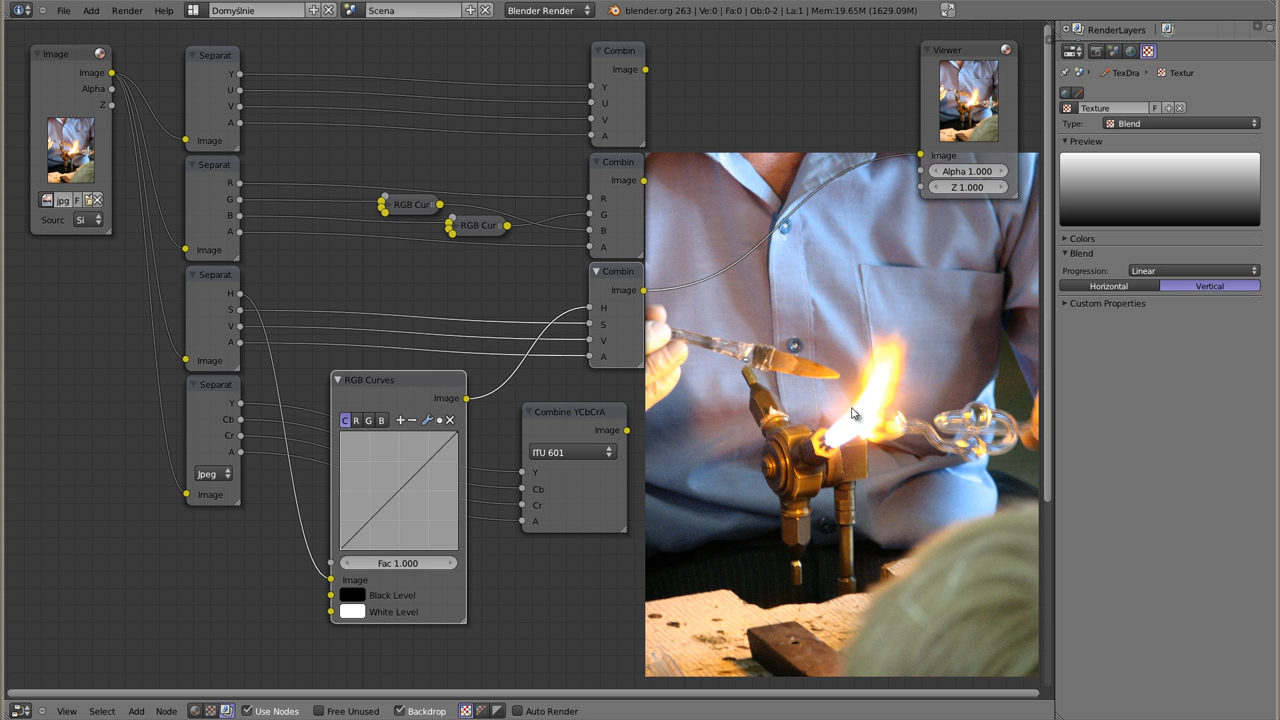 File Add Render Help Domyślnie Scena Blender Render blender.org 263 | Ve:0 | Fa:0 | Ob:0-2 | La:1 | Mem:19.65M (1629.09M)
Image
Image
Alpha
Z
jpg F
Sourc Si
Separat
Y
U
V
A
Image
Separat
R
G
B
A
Image
Separat
H
S
V
A
Image
Separat
Y
Cb
Cr
A
Jpeg
Image
RGB Cur
RGB Cur
RGB Curves
Image
C R G B
Fac 1.000
Image
Black Level
White Level
Combin
Image
Y
U
V
A
Combin
Image
R
G
B
A
Combin
Image
H
S
V
A
Combine YCbCrA
Image
ITU 601
Y
Cb
Cr
A
Viewer
Image
Alpha 1.000
Z 1.000
RenderLayers
TexDra Textur
Texture F
Type: Blend
Preview
Colors
Blend
Progression: Linear
Horizontal Vertical
Custom Properties
View Select Add Node Use Nodes Free Unused Backdrop Auto Render